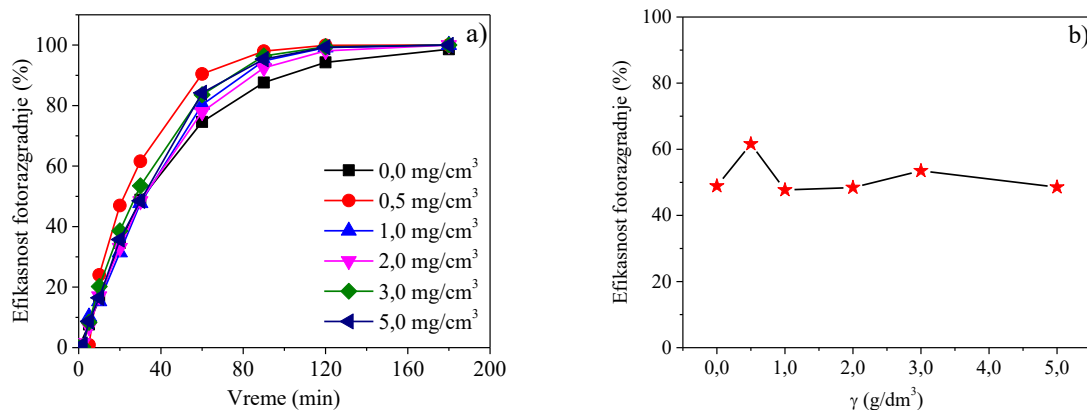 a)
Efikasnost fotorazgradnje (%)
100
80
60
40
20
0
0,0 mg/cm³
0,5 mg/cm³
1,0 mg/cm³
2,0 mg/cm³
3,0 mg/cm³
5,0 mg/cm³
0 40 80 120 160 200
Vreme (min)
b)
Efikasnost fotorazgradnje (%)
100
80
60
40
20
0
0,0 1,0 2,0 3,0 4,0 5,0
γ (g/dm³)